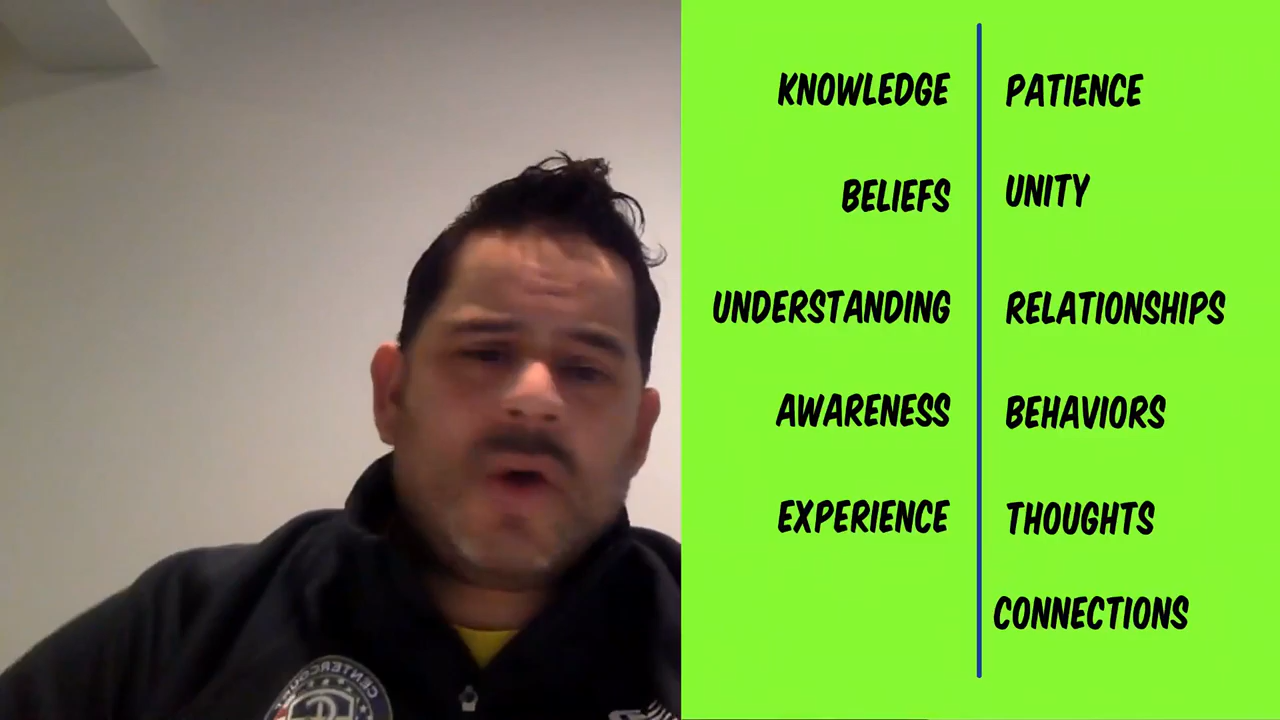 KNOWLEDGE
PATIENCE
BELIEFS
UNITY
UNDERSTANDING
RELATIONSHIPS
AWARENESS
BEHAVIORS
EXPERIENCE
THOUGHTS
CONNECTIONS